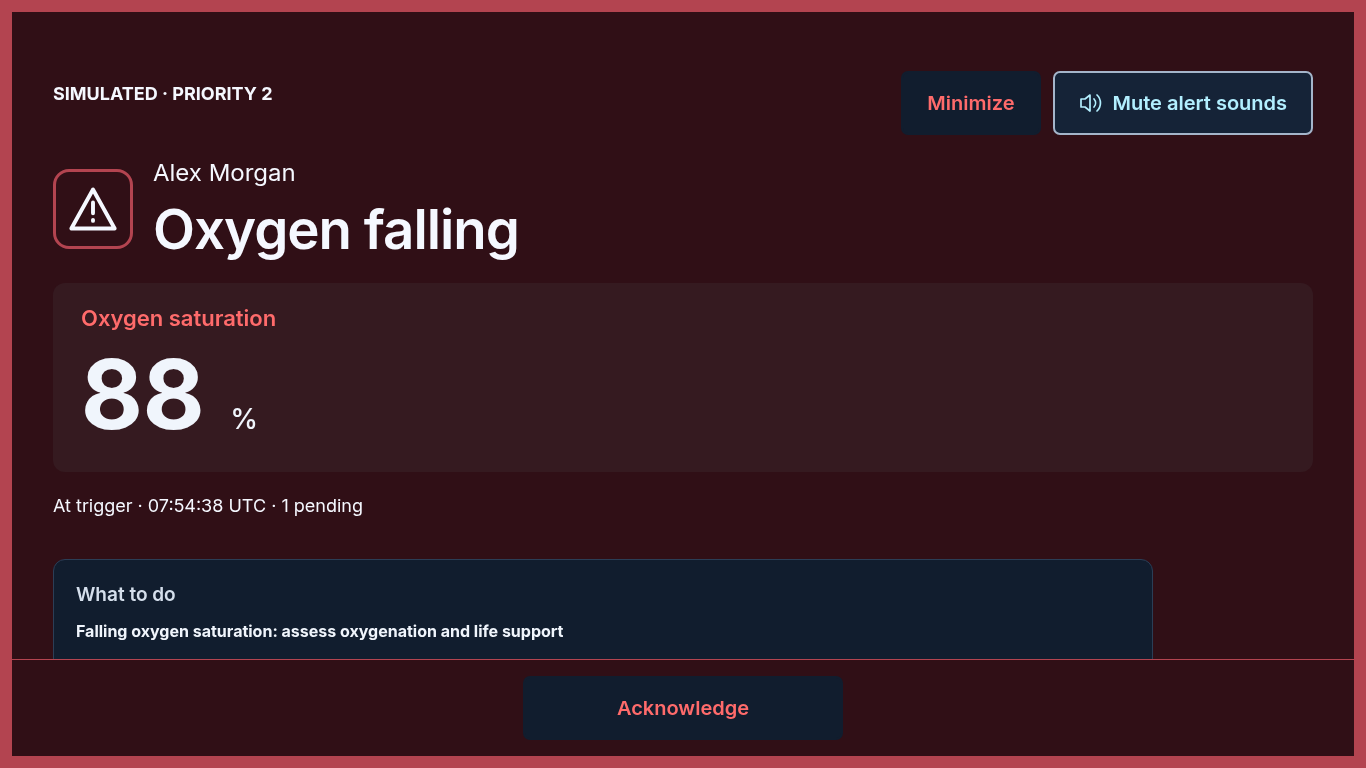 SIMULATED · PRIORITY 2
Minimize
Mute alert sounds
Alex Morgan
Oxygen falling
Oxygen saturation
88 %
At trigger · 07:54:38 UTC · 1 pending
What to do
Falling oxygen saturation: assess oxygenation and life support
Acknowledge